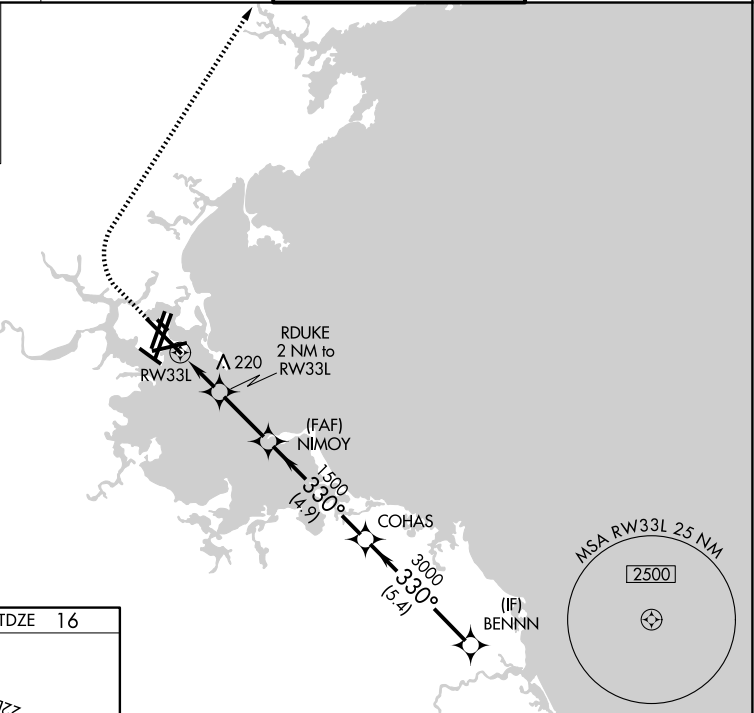 RDUKE
2 NM to
RW33L
220
RW33L
(FAF)
NIMOY
1500
330°
(4.9)
COHAS
3000
330°
(5.4)
(IF)
BENNN
MSA RW33L 25 NM
2500
TDZE 16